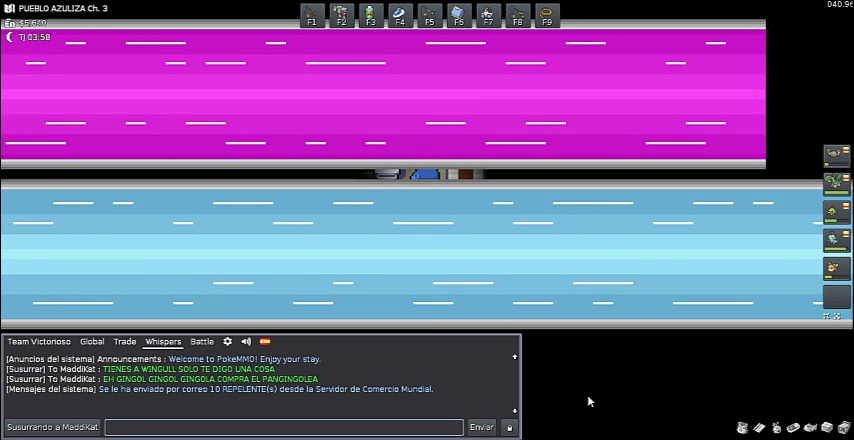 PUEBLO AZULIZA Ch. 3
040.96
$5,640
TJ 03:58
F1 F2 F3 F4 F5 F6 F7 F8 F9
Team Victorioso Global Trade Whispers Battle
[Anuncios del sistema] Announcements : Welcome to PokeMMO! Enjoy your stay.
[Susurrar] To MaddiKat : TIENES A WINGULL SOLO TE DIGO UNA COSA
[Susurrar] To MaddiKat : EH GINGOL GINGOL GINGOLA COMPRA EL PANGINGOLEA
[Mensajes del sistema] Se le ha enviado por correo 10 REPELENTE(s) desde la Servidor de Comercio Mundial.
Susurrando a MaddiKat Enviar